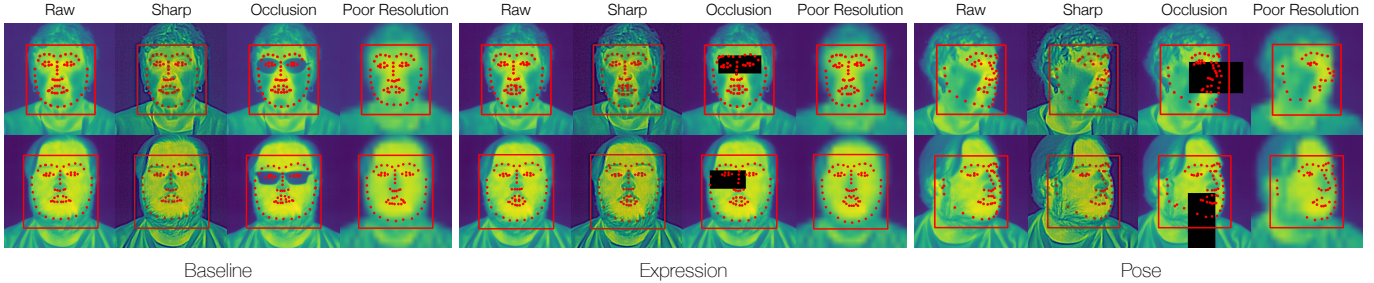 Raw Sharp Occlusion Poor Resolution Raw Sharp Occlusion Poor Resolution Raw Sharp Occlusion Poor Resolution
Baseline Expression Pose